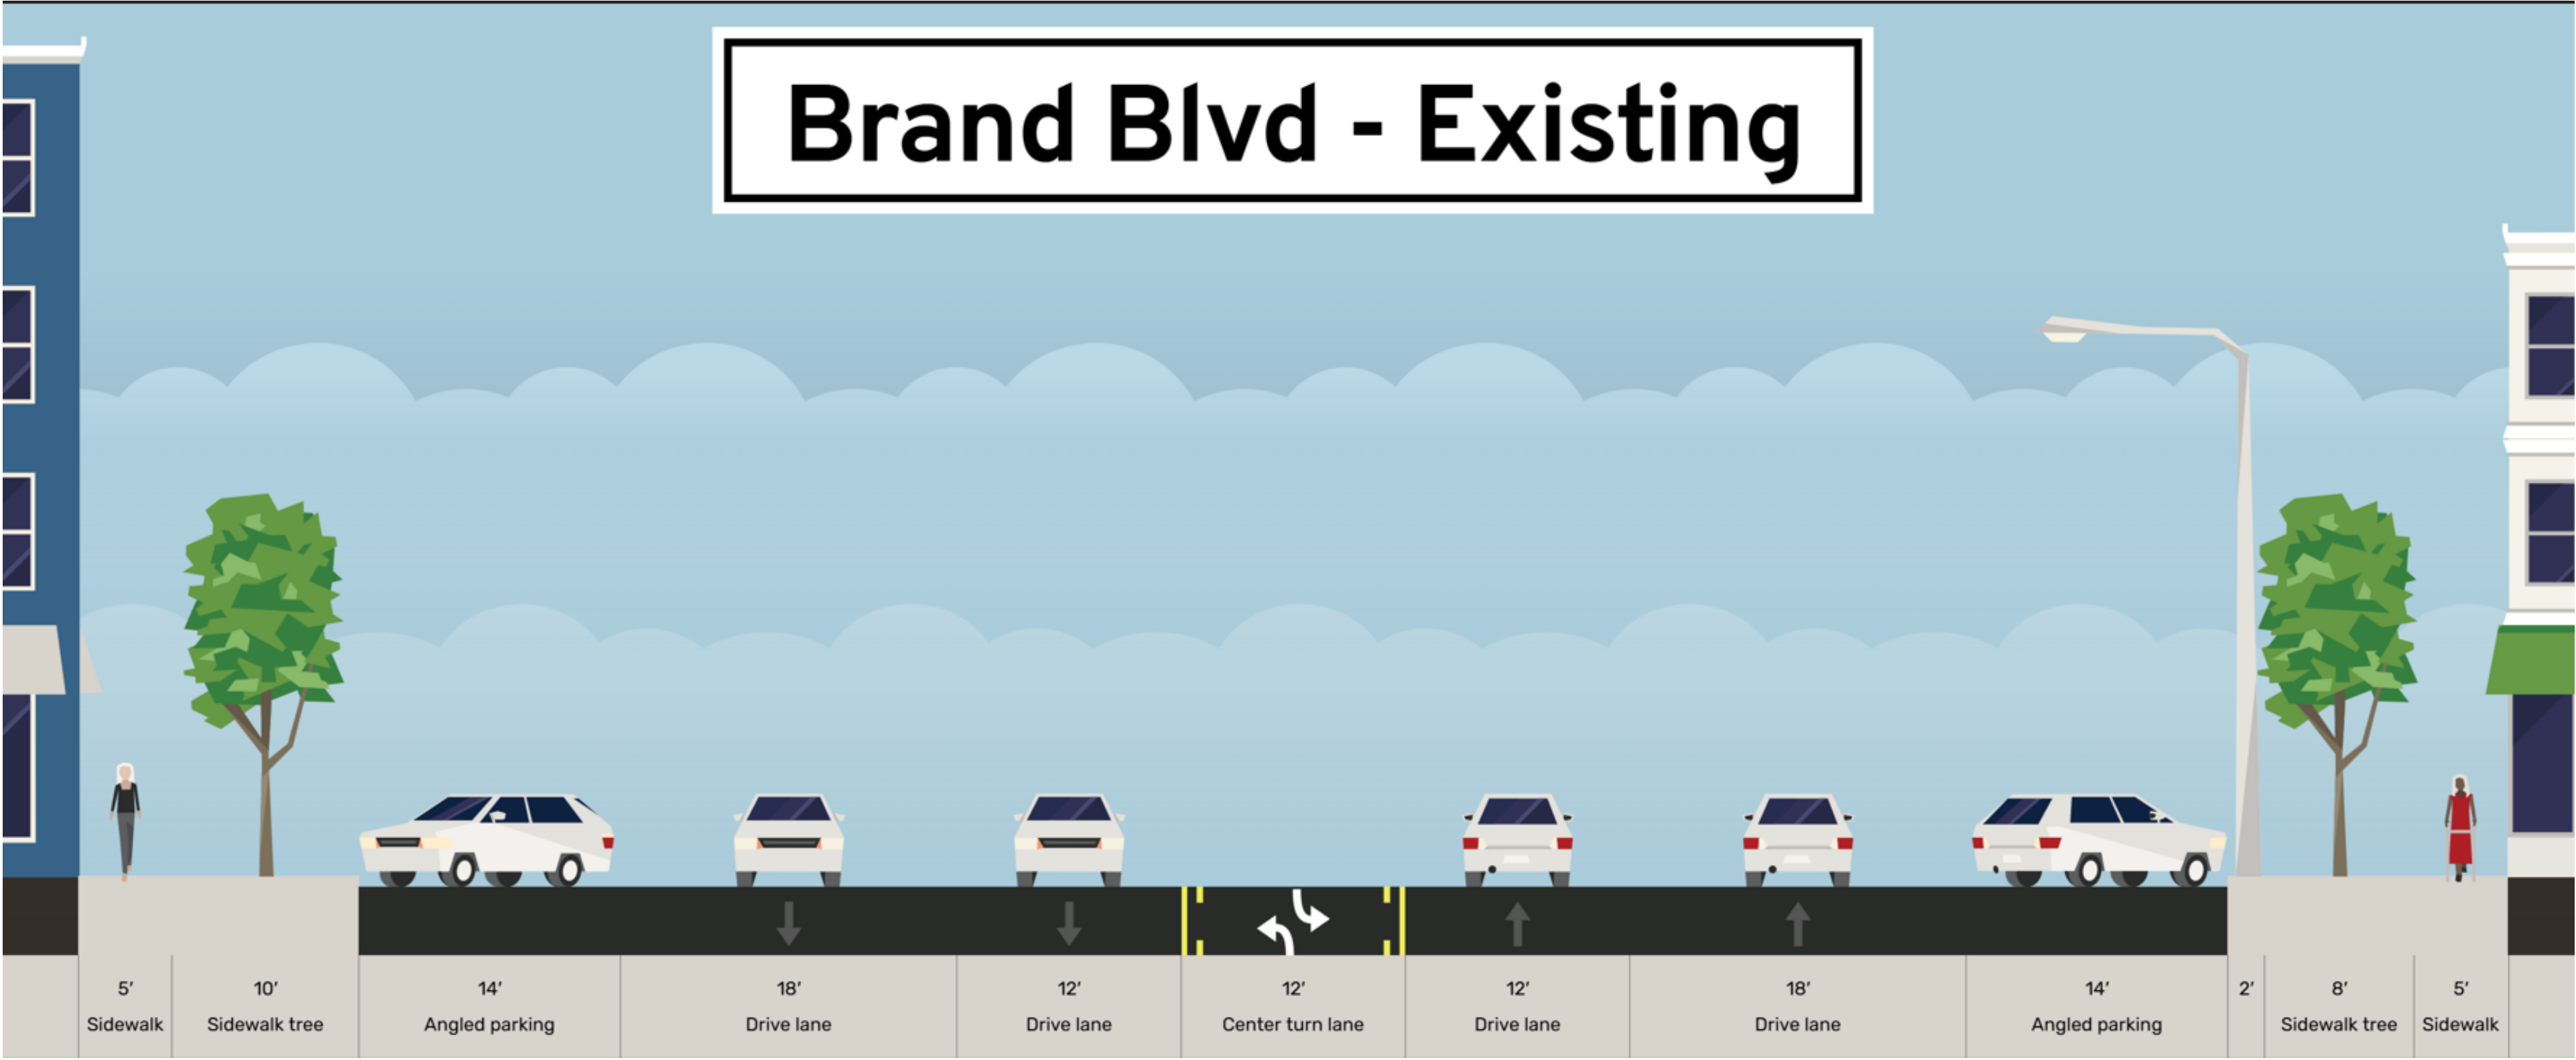 Brand Blvd - Existing
5' 10' 14' 18' 12' 12' 12' 18' 14' 2' 8' 5'
Sidewalk Sidewalk tree Angled parking Drive lane Drive lane Center turn lane Drive lane Drive lane Angled parking Sidewalk tree Sidewalk